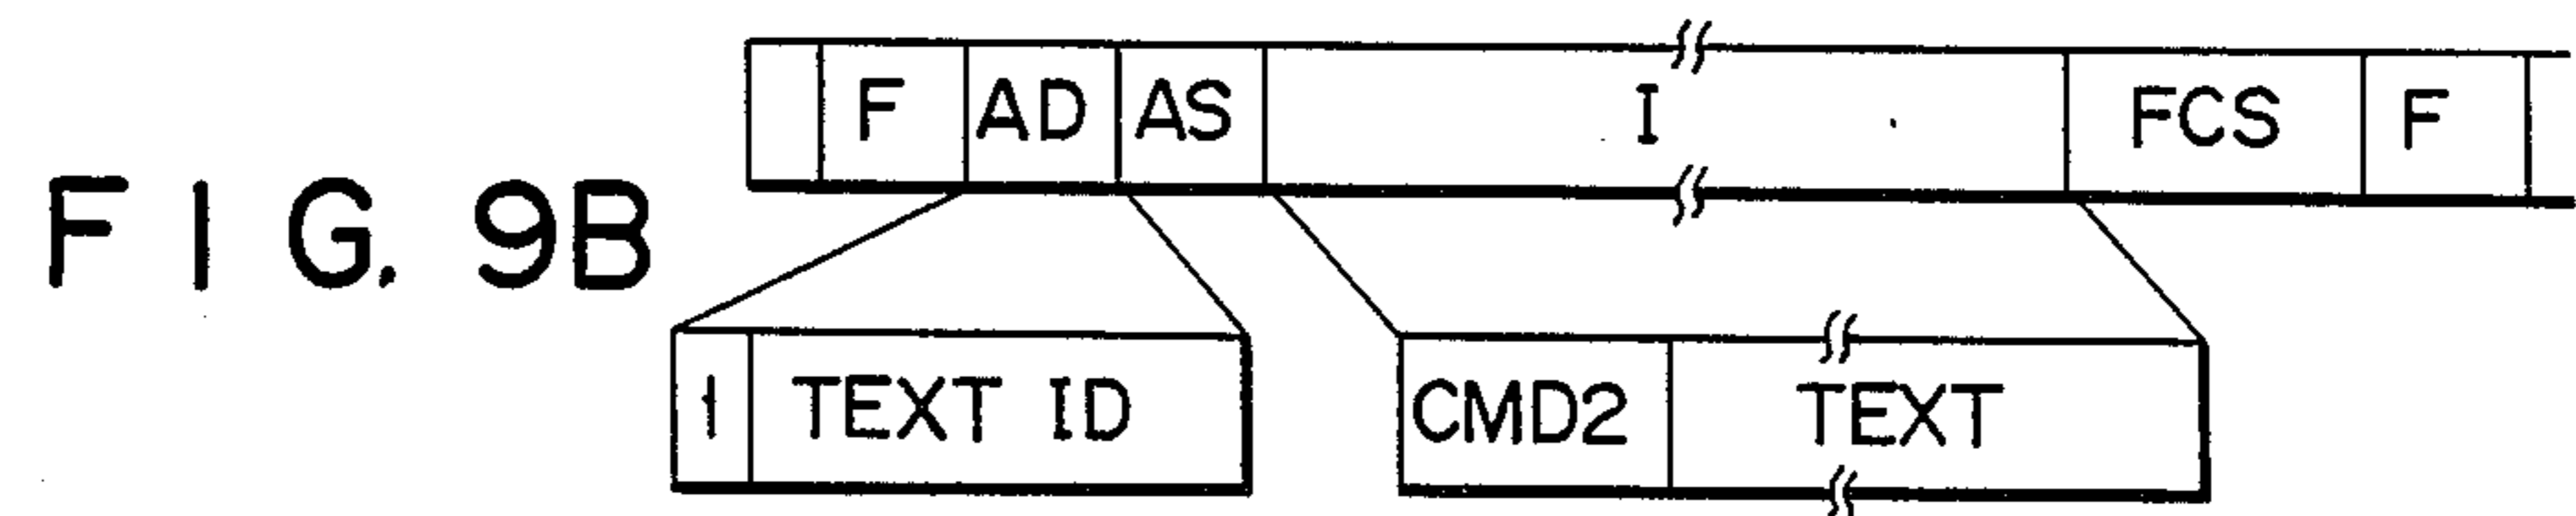 F AD AS I FCS F
FIG. 9B
1 TEXT ID CMD2 TEXT